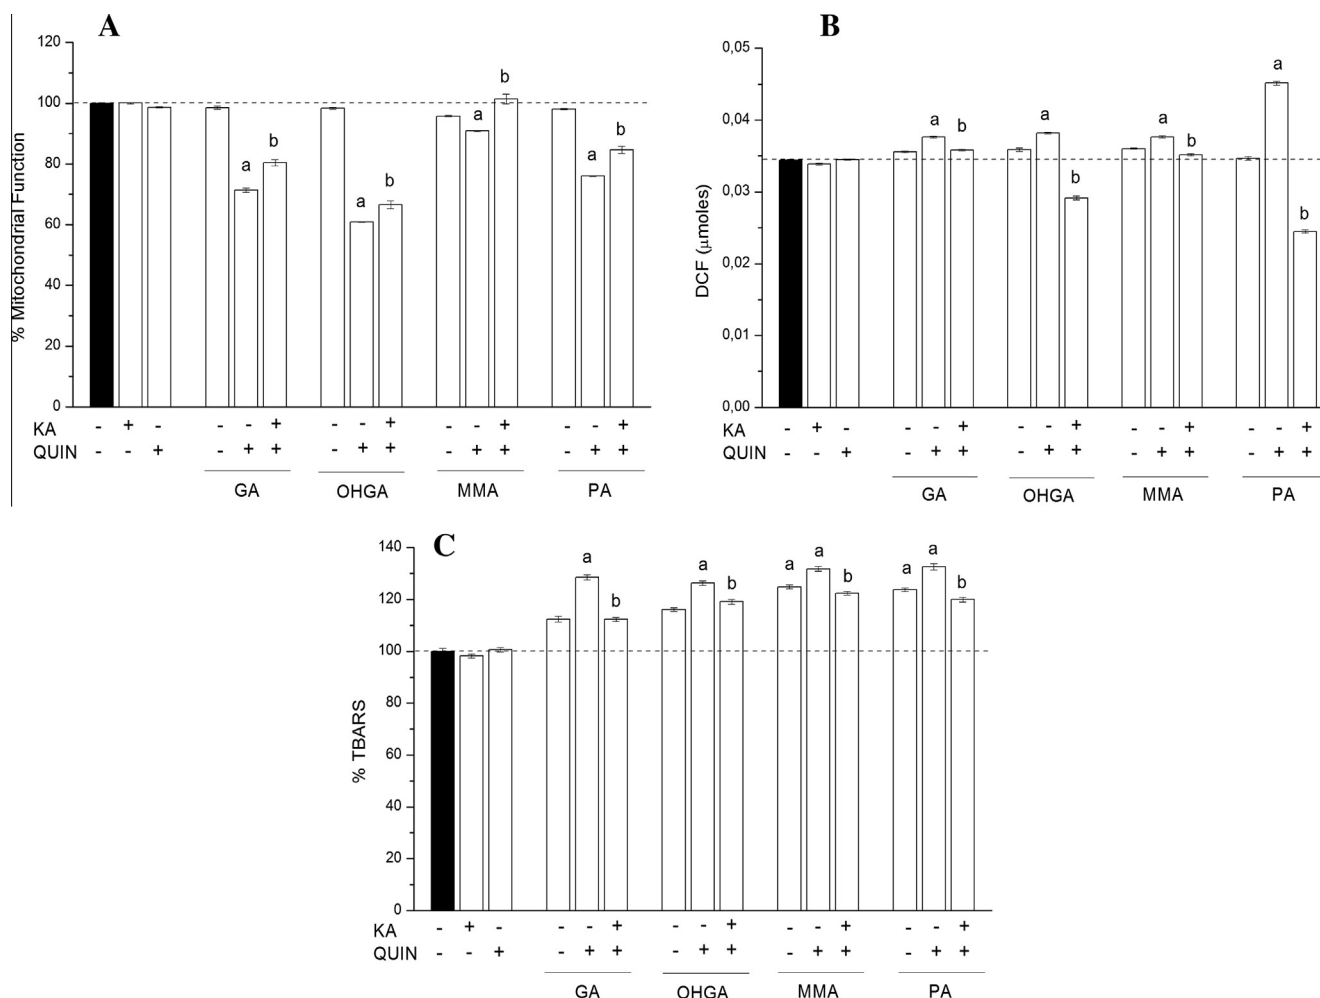 A
% Mitochondrial Function
120
100
80
60
40
20
0
a
b
a
b
a
b
a
b
KA - + - - - + - - + - - + - - +
QUIN - - + - + + - + + - + + - + +
GA OHGA MMA PA
B
DCF (µmoles)
0,05
0,04
0,03
0,02
0,01
0,00
a
b
a
b
a
b
a
b
KA - + - - - + - - + - - + - - +
QUIN - - + - + + - + + - + + - + +
GA OHGA MMA PA
C
% TBARS
140
120
100
80
60
40
20
0
a
b
a
b
a
a
b
a
a
b
KA - + - - - + - - + - - + - - +
QUIN - - + - + + - + + - + + - + +
GA OHGA MMA PA